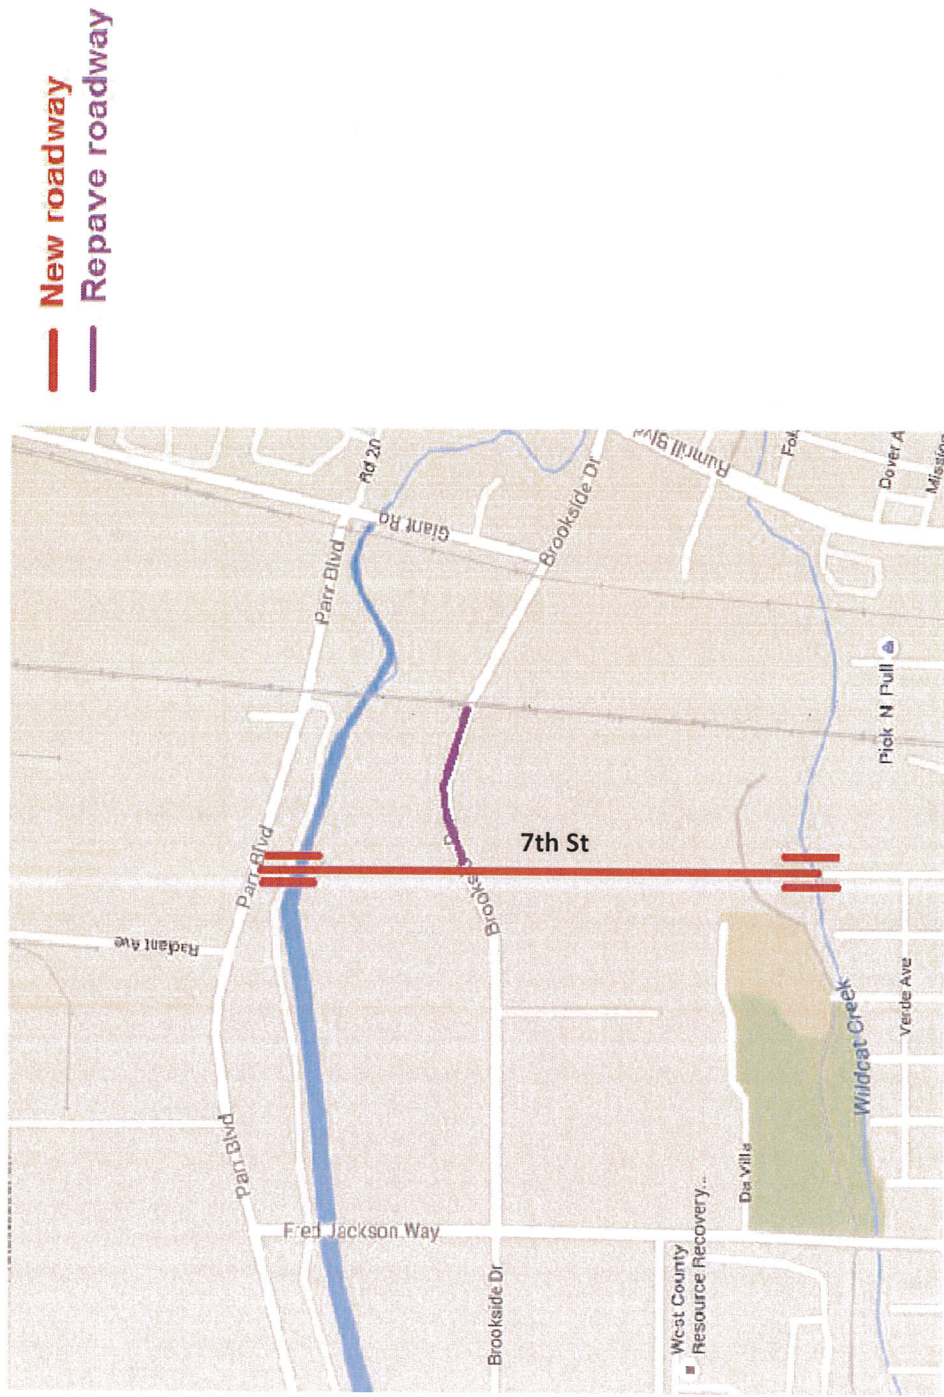 New roadway
Repave roadway
Rd 20
Parr Blvd
Giant Rd
Brookside Dr
Rumrill Blvd
Dover A
Mission
Pick N Pull
Parr Blvd
7th St
Radiant Ave
Verde Ave
Wildcat Creek
Parr Blvd
Da Villa
Fred Jackson Way
Brookside Dr
West County
Resource Recovery...